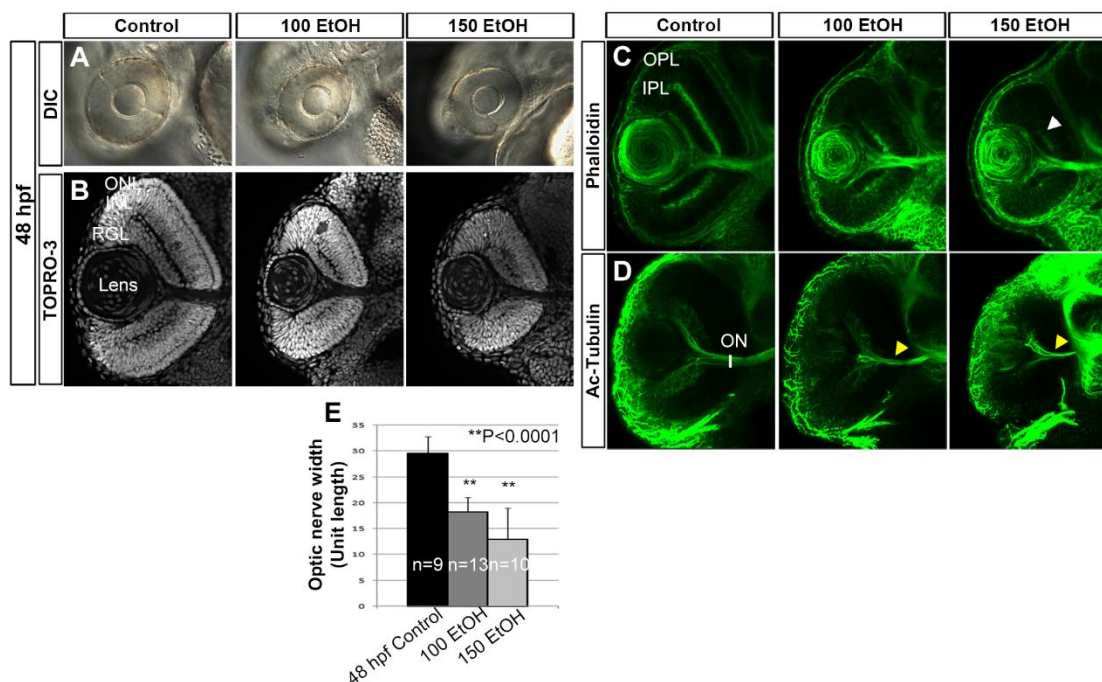 Control
100 EtOH
150 EtOH
48 hpf
DIC
A
TOPRO-3
B
ONL
INL
RGL
Lens
Control
100 EtOH
150 EtOH
Phalloidin
C
OPL
IPL
Ac-Tubulin
D
ON
E
**P<0.0001
Optic nerve width
(Unit length)
35
30
25
20
15
10
5
0
**
**
n=9
n=13
n=10
48 hpf Control
100 EtOH
150 EtOH